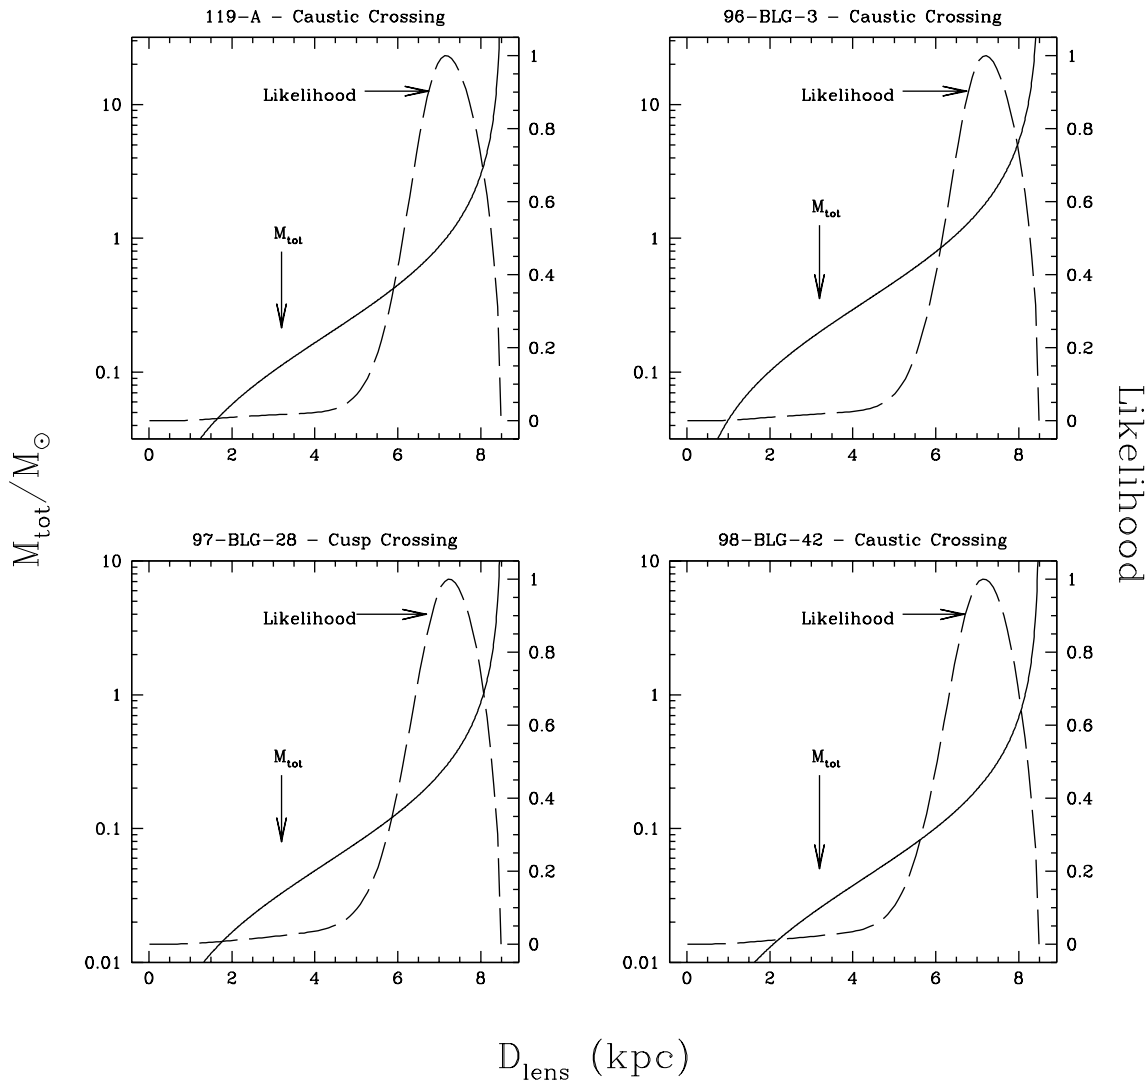 119-A - Caustic Crossing
96-BLG-3 - Caustic Crossing
10
1
0.1
Likelihood
M_tot
1
0.8
0.6
0.4
0.2
0
0 2 4 6 8
10
1
0.1
Likelihood
M_tot
1
0.8
0.6
0.4
0.2
0
0 2 4 6 8
M_tot/M_⊙
Likelihood
97-BLG-28 - Cusp Crossing
98-BLG-42 - Caustic Crossing
10
1
0.1
0.01
Likelihood
M_tot
1
0.8
0.6
0.4
0.2
0
0 2 4 6 8
10
1
0.1
0.01
Likelihood
M_tot
1
0.8
0.6
0.4
0.2
0
0 2 4 6 8
D_lens (kpc)